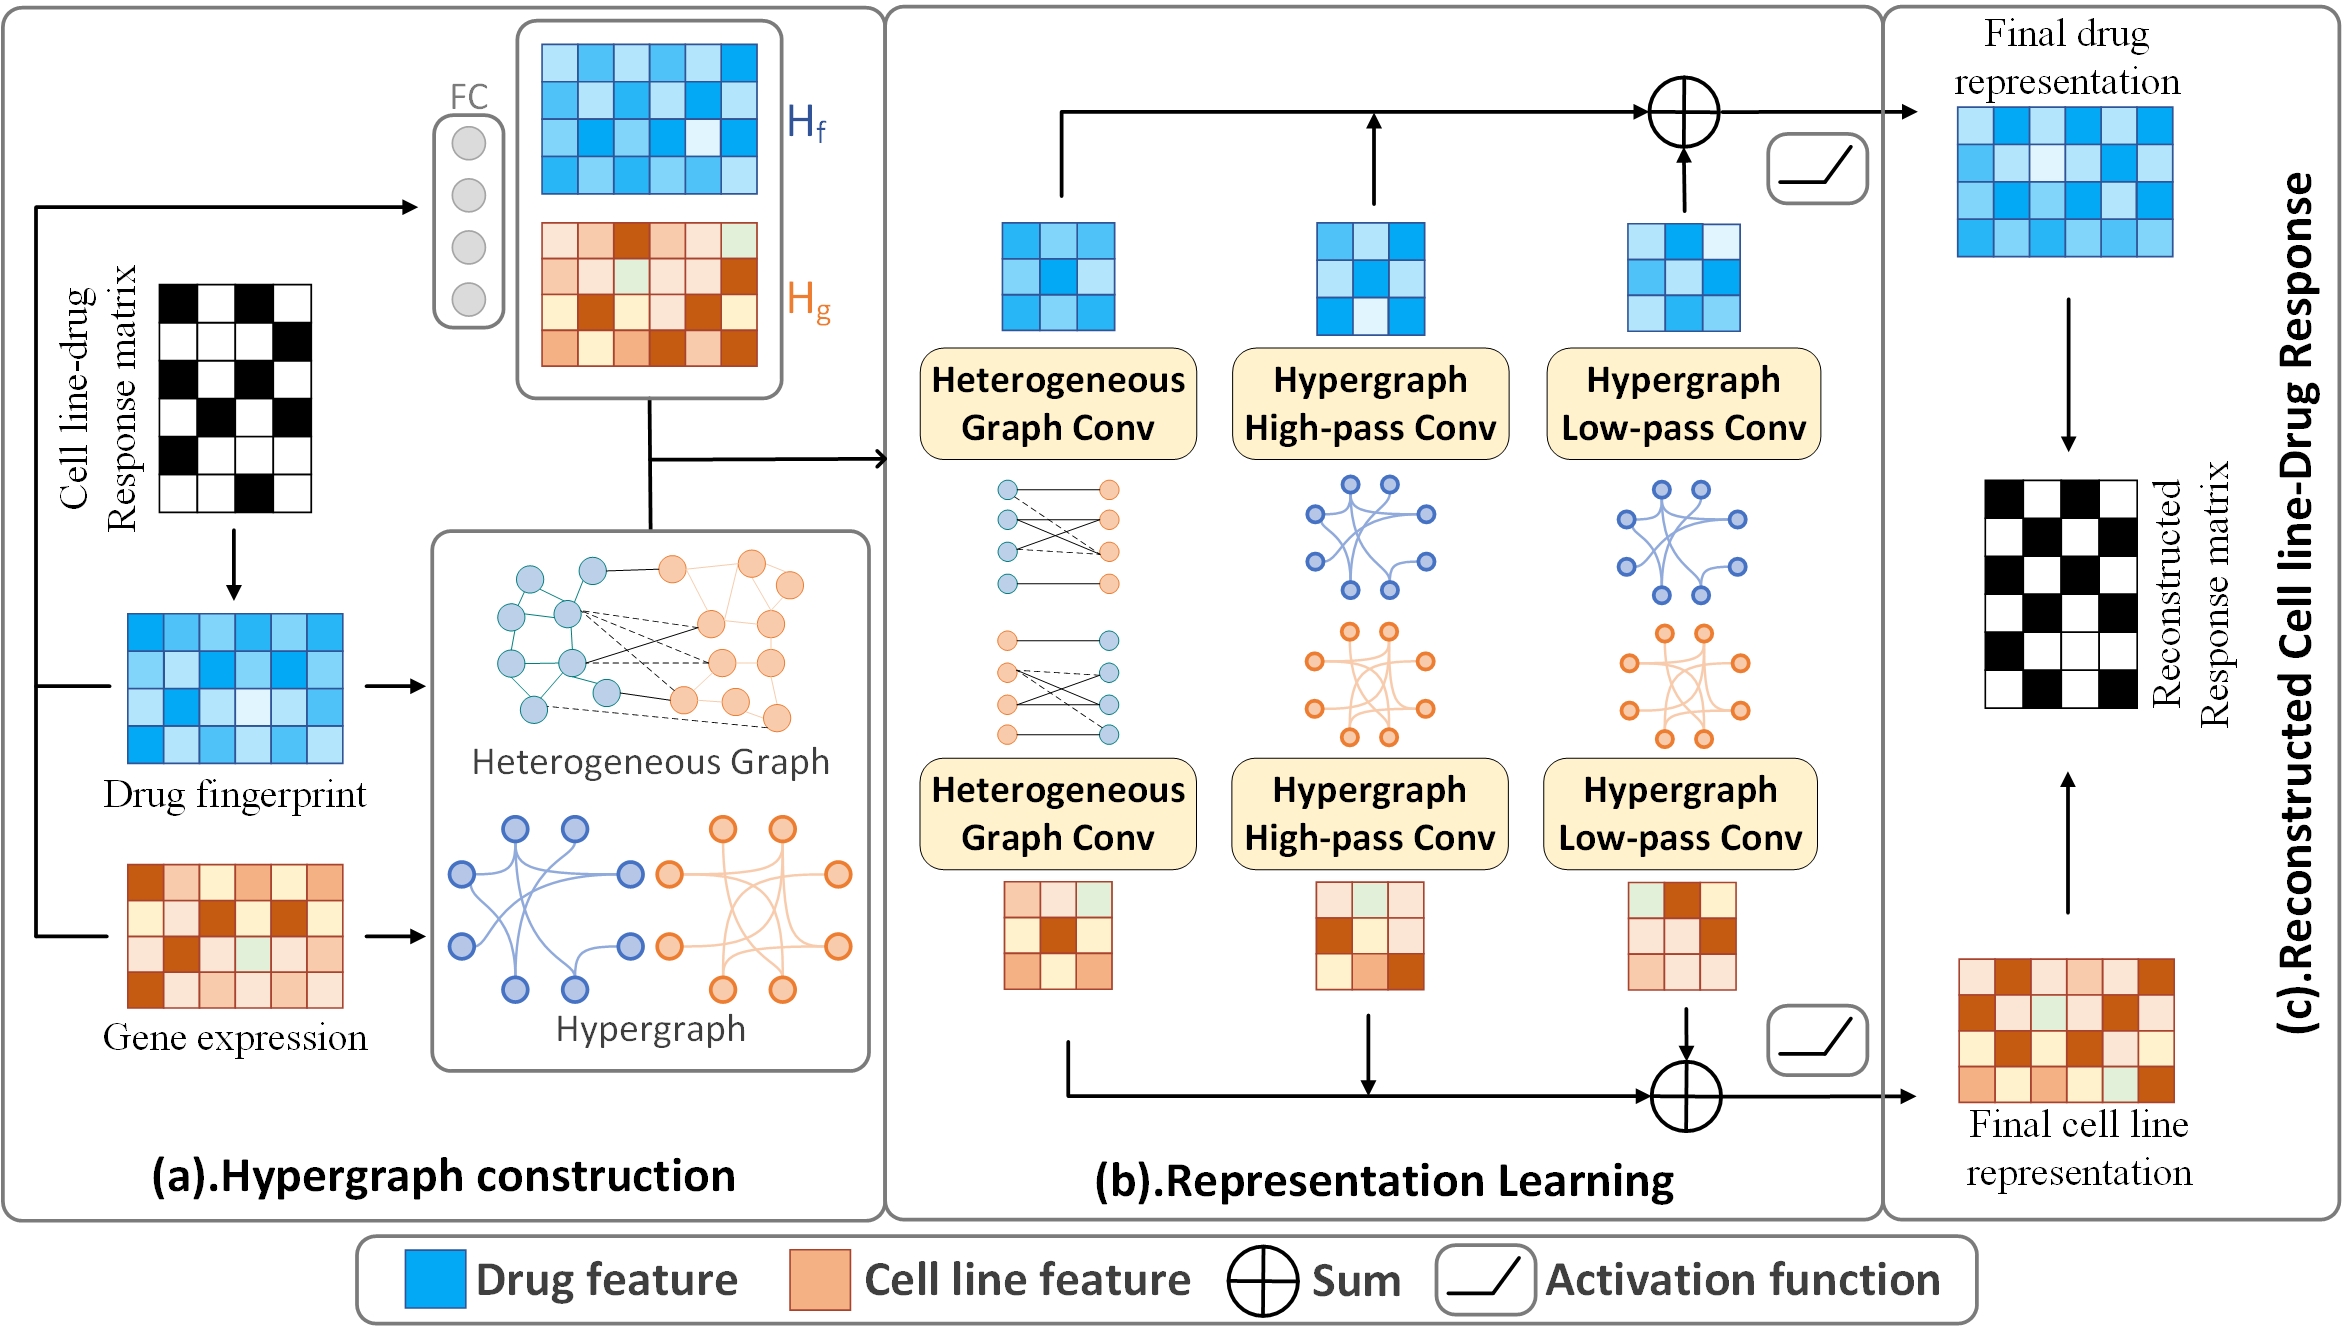 FC
H_f
H_g
Cell line-drug
Response matrix
Drug fingerprint
Gene expression
Heterogeneous Graph
Hypergraph
(a).Hypergraph construction
Heterogeneous
Graph Conv
Hypergraph
High-pass Conv
Hypergraph
Low-pass Conv
Heterogeneous
Graph Conv
Hypergraph
High-pass Conv
Hypergraph
Low-pass Conv
(b).Representation Learning
Final drug
representation
Reconstructed
Response matrix
Final cell line
representation
(c).Reconstructed Cell line-Drug Response
Drug feature
Cell line feature
Sum
Activation function